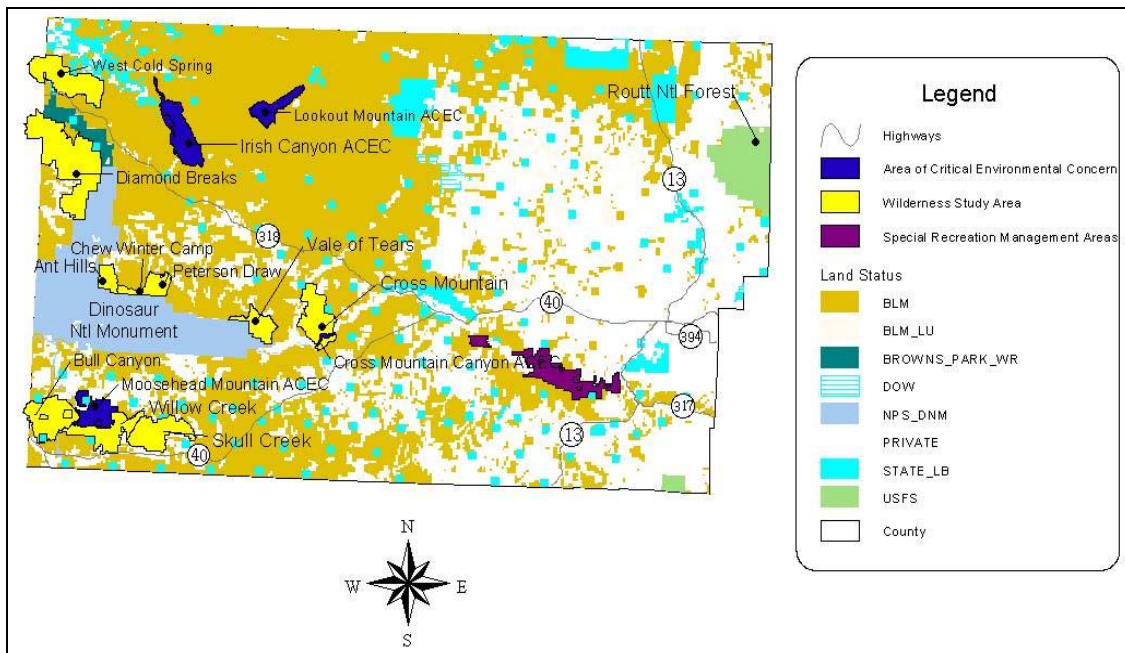 West Cold Spring
Lookout Mountain ACEC
Irish Canyon ACEC
Diamond Breaks
Routt Ntl Forest
13
318
Vale of Tears
Chew Winter Camp
Ant Hills
Peterson Draw
Cross Mountain
Dinosaur
Ntl Monument
40
394
Cross Mountain Canyon ACEC
Bull Canyon
Moosehead Mountain ACEC
Willow Creek
Skull Creek
40
317
13
N
W
E
S
Legend
Highways
Area of Critical Environmental Concern
Wilderness Study Area
Special Recreation Management Areas
Land Status
BLM
BLM_LU
BROWNS_PARK_WR
DOW
NPS_DNM
PRIVATE
STATE_LB
USFS
County